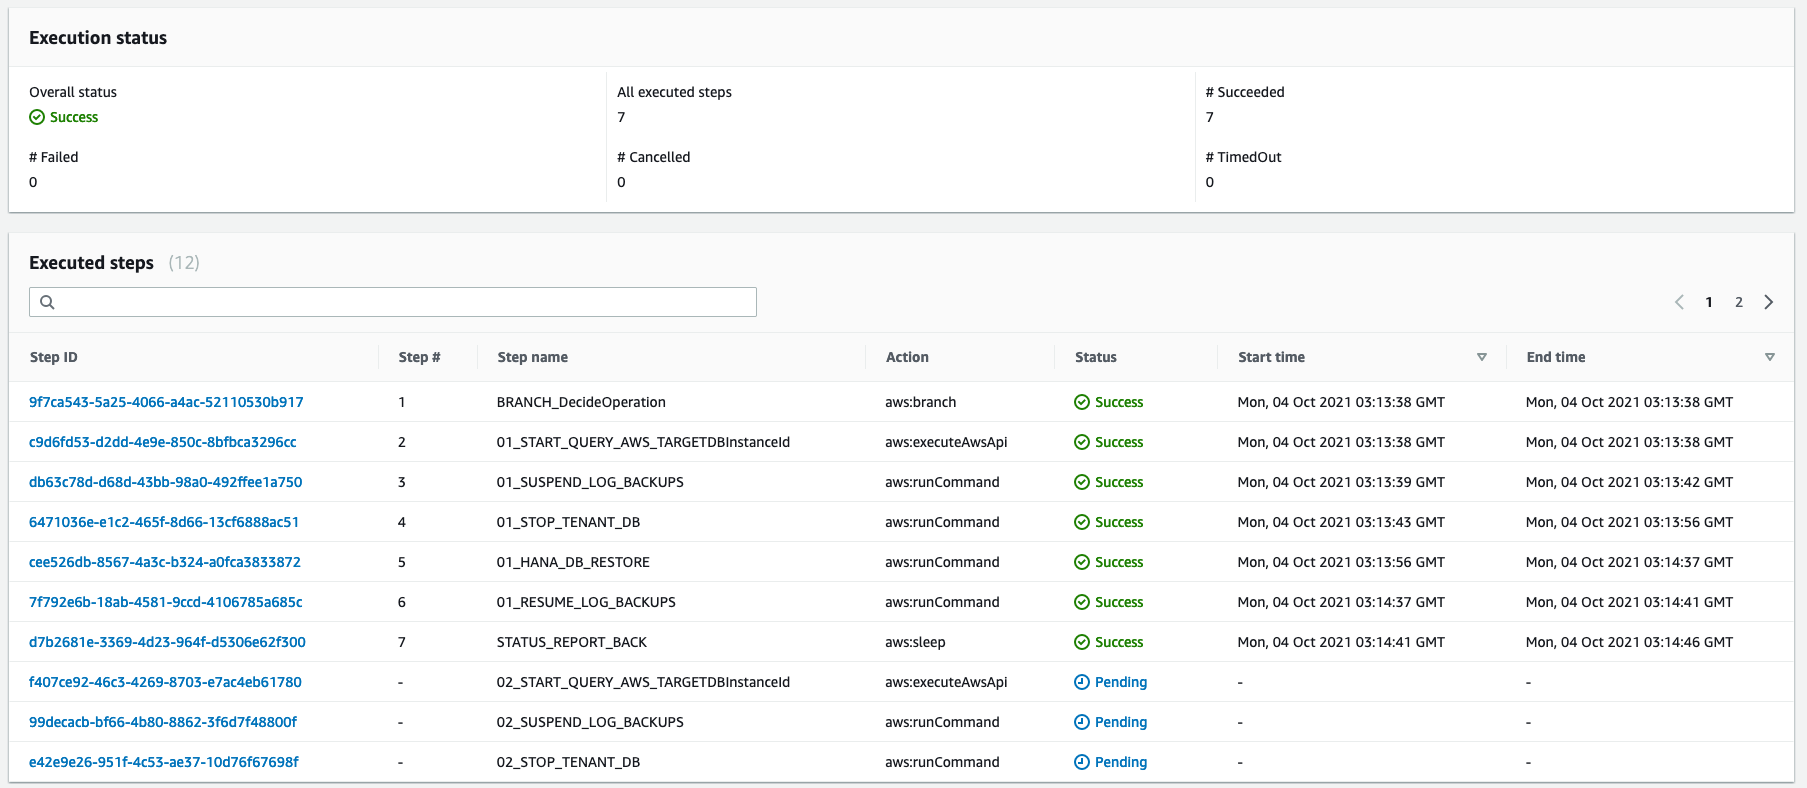 Execution status
Overall status All executed steps # Succeeded
Success 7 7
# Failed # Cancelled # TimedOut
0 0 0
Executed steps (12)
1 2
Step ID Step # Step name Action Status Start time End time
9f7ca543-5a25-4066-a4ac-52110530b917 1 BRANCH_DecideOperation aws:branch Success Mon, 04 Oct 2021 03:13:38 GMT Mon, 04 Oct 2021 03:13:38 GMT
c9d6fd53-d2dd-4e9e-850c-8bfbca3296cc 2 01_START_QUERY_AWS_TARGETDBInstanceId aws:executeAwsApi Success Mon, 04 Oct 2021 03:13:38 GMT Mon, 04 Oct 2021 03:13:38 GMT
db63c78d-d68d-43bb-98a0-492ffee1a750 3 01_SUSPEND_LOG_BACKUPS aws:runCommand Success Mon, 04 Oct 2021 03:13:39 GMT Mon, 04 Oct 2021 03:13:42 GMT
6471036e-e1c2-465f-8d66-13cf6888ac51 4 01_STOP_TENANT_DB aws:runCommand Success Mon, 04 Oct 2021 03:13:43 GMT Mon, 04 Oct 2021 03:13:56 GMT
cee526db-8567-4a3c-b324-a0fca3833872 5 01_HANA_DB_RESTORE aws:runCommand Success Mon, 04 Oct 2021 03:13:56 GMT Mon, 04 Oct 2021 03:14:37 GMT
7f792e6b-18ab-4581-9ccd-4106785a685c 6 01_RESUME_LOG_BACKUPS aws:runCommand Success Mon, 04 Oct 2021 03:14:37 GMT Mon, 04 Oct 2021 03:14:41 GMT
d7b2681e-3369-4d23-964f-d5306e62f300 7 STATUS_REPORT_BACK aws:sleep Success Mon, 04 Oct 2021 03:14:41 GMT Mon, 04 Oct 2021 03:14:46 GMT
f407ce92-46c3-4269-8703-e7ac4eb61780 - 02_START_QUERY_AWS_TARGETDBInstanceId aws:executeAwsApi Pending - -
99decacb-bf66-4b80-8862-3f6d7f48800f - 02_SUSPEND_LOG_BACKUPS aws:runCommand Pending - -
e42e9e26-951f-4c53-ae37-10d76f67698f - 02_STOP_TENANT_DB aws:runCommand Pending - -